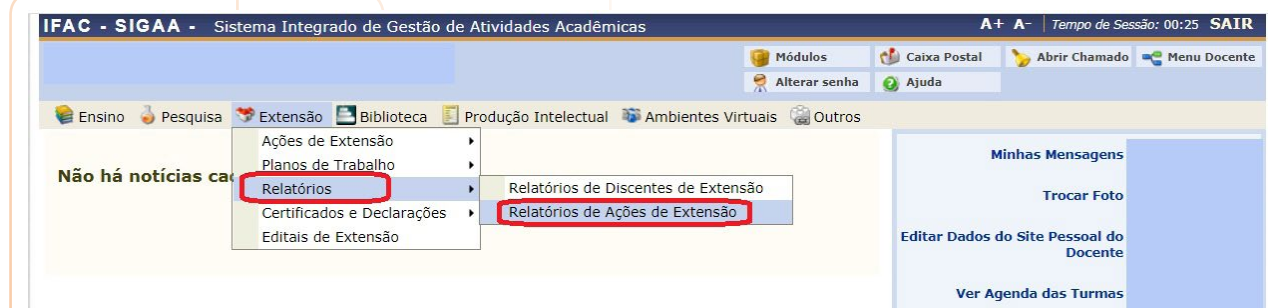 IFAC - SIGAA - Sistema Integrado de Gestão de Atividades Acadêmicas A+ A- | Tempo de Sessão: 00:25 SAIR
Módulos Caixa Postal Abrir Chamado Menu Docente
Alterar senha Ajuda
Ensino Pesquisa Extensão Biblioteca Produção Intelectual Ambientes Virtuais Outros
Ações de Extensão
Planos de Trabalho
Relatórios
Certificados e Declarações
Editais de Extensão
Relatórios de Discentes de Extensão
Relatórios de Ações de Extensão
Não há notícias
Minhas Mensagens
Trocar Foto
Editar Dados do Site Pessoal do
Docente
Ver Agenda das Turmas